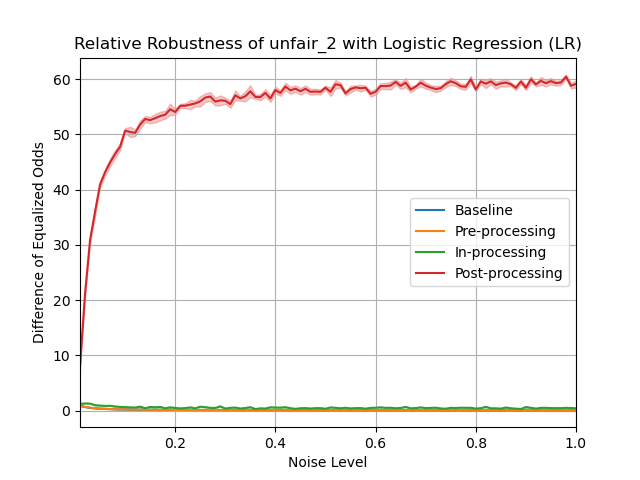 Relative Robustness of unfair_2 with Logistic Regression (LR)
Difference of Equalized Odds
60
50
40
30
20
10
0
Baseline
Pre-processing
In-processing
Post-processing
0.2 0.4 0.6 0.8 1.0
Noise Level